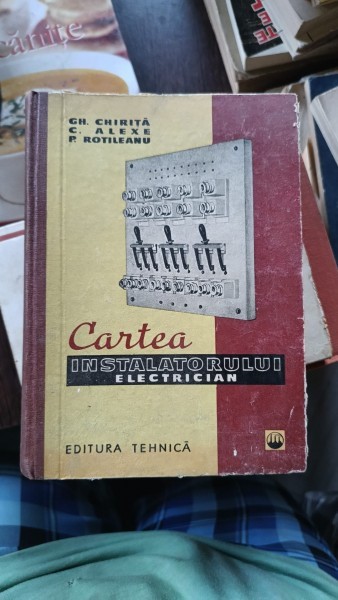 GH. CHIRIȚĂ
C. ALEXE
P. ROTILEANU
Cartea
INSTALATORULUI
ELECTRICIAN
EDITURA TEHNICĂ